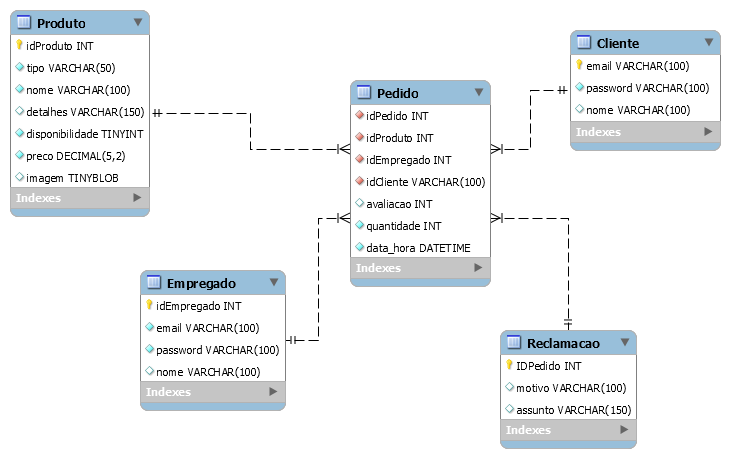 Produto
idProduto INT
tipo VARCHAR(50)
nome VARCHAR(100)
detalhes VARCHAR(150)
disponibilidade TINYINT
preco DECIMAL(5,2)
imagem TINYBLOB
Indexes
Cliente
email VARCHAR(100)
password VARCHAR(100)
nome VARCHAR(100)
Indexes
Pedido
idPedido INT
idProduto INT
idEmpregado INT
idCliente VARCHAR(100)
avaliacao INT
quantidade INT
data_hora DATETIME
Indexes
Empregado
idEmpregado INT
email VARCHAR(100)
password VARCHAR(100)
nome VARCHAR(100)
Indexes
Reclamacao
IDPedido INT
motivo VARCHAR(100)
assunto VARCHAR(150)
Indexes